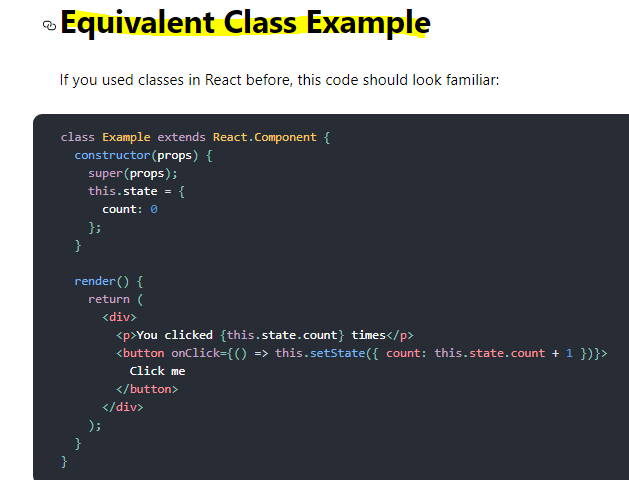 Equivalent Class Example
If you used classes in React before, this code should look familiar:
class Example extends React.Component {
  constructor(props) {
    super(props);
    this.state = {
      count: 0
    };
  }

  render() {
    return (
      <div>
        <p>You clicked {this.state.count} times</p>
        <button onClick={() => this.setState({ count: this.state.count + 1 })}>
          Click me
        </button>
      </div>
    );
  }
}